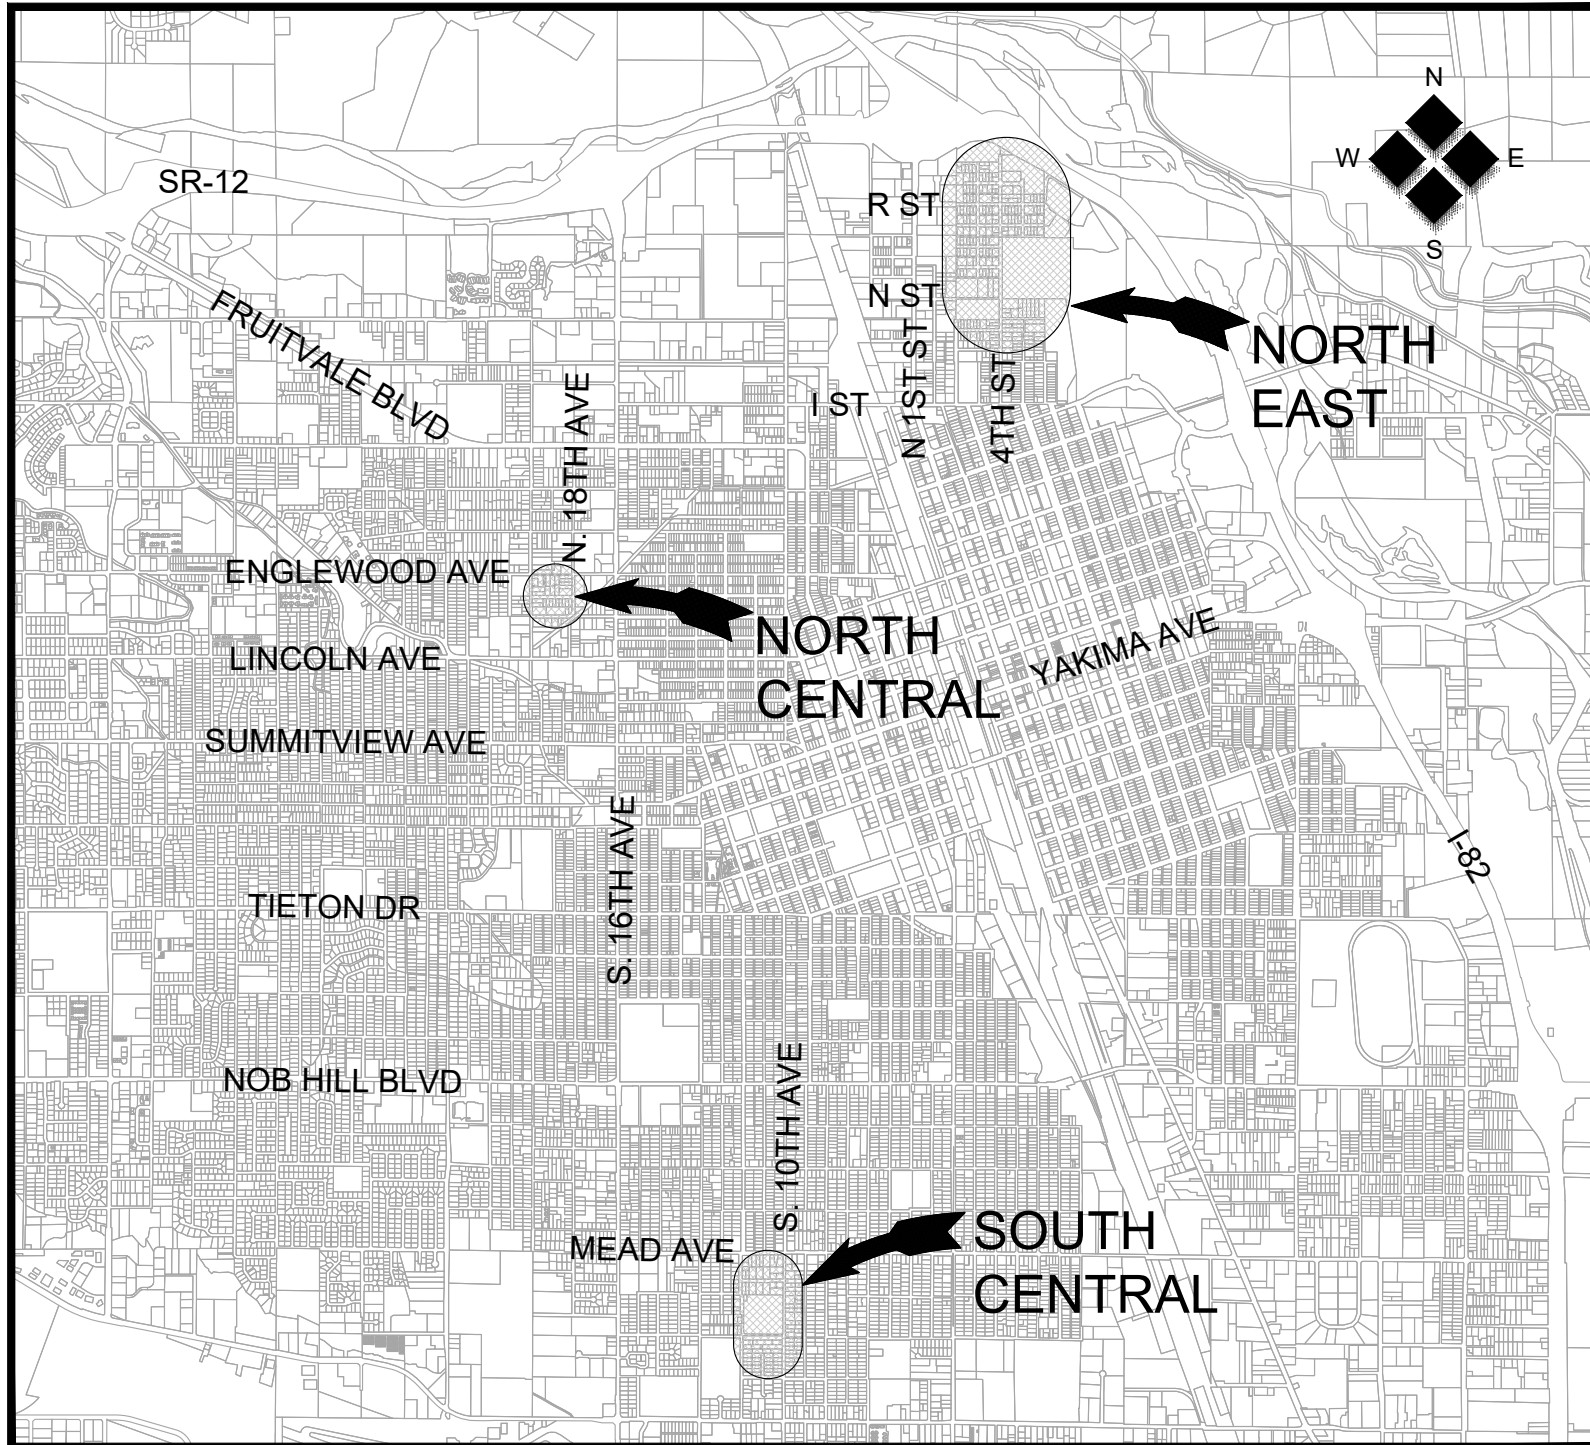 N
W
E
S
SR-12
R ST
N ST
FRUITVALE BLVD
NORTH
EAST
N 1ST ST
4TH ST
I ST
N. 18TH AVE
ENGLEWOOD AVE
NORTH
CENTRAL
YAKIMA AVE
LINCOLN AVE
SUMMITVIEW AVE
S. 16TH AVE
I-82
TIETON DR
NOB HILL BLVD
S. 10TH AVE
MEAD AVE
SOUTH
CENTRAL